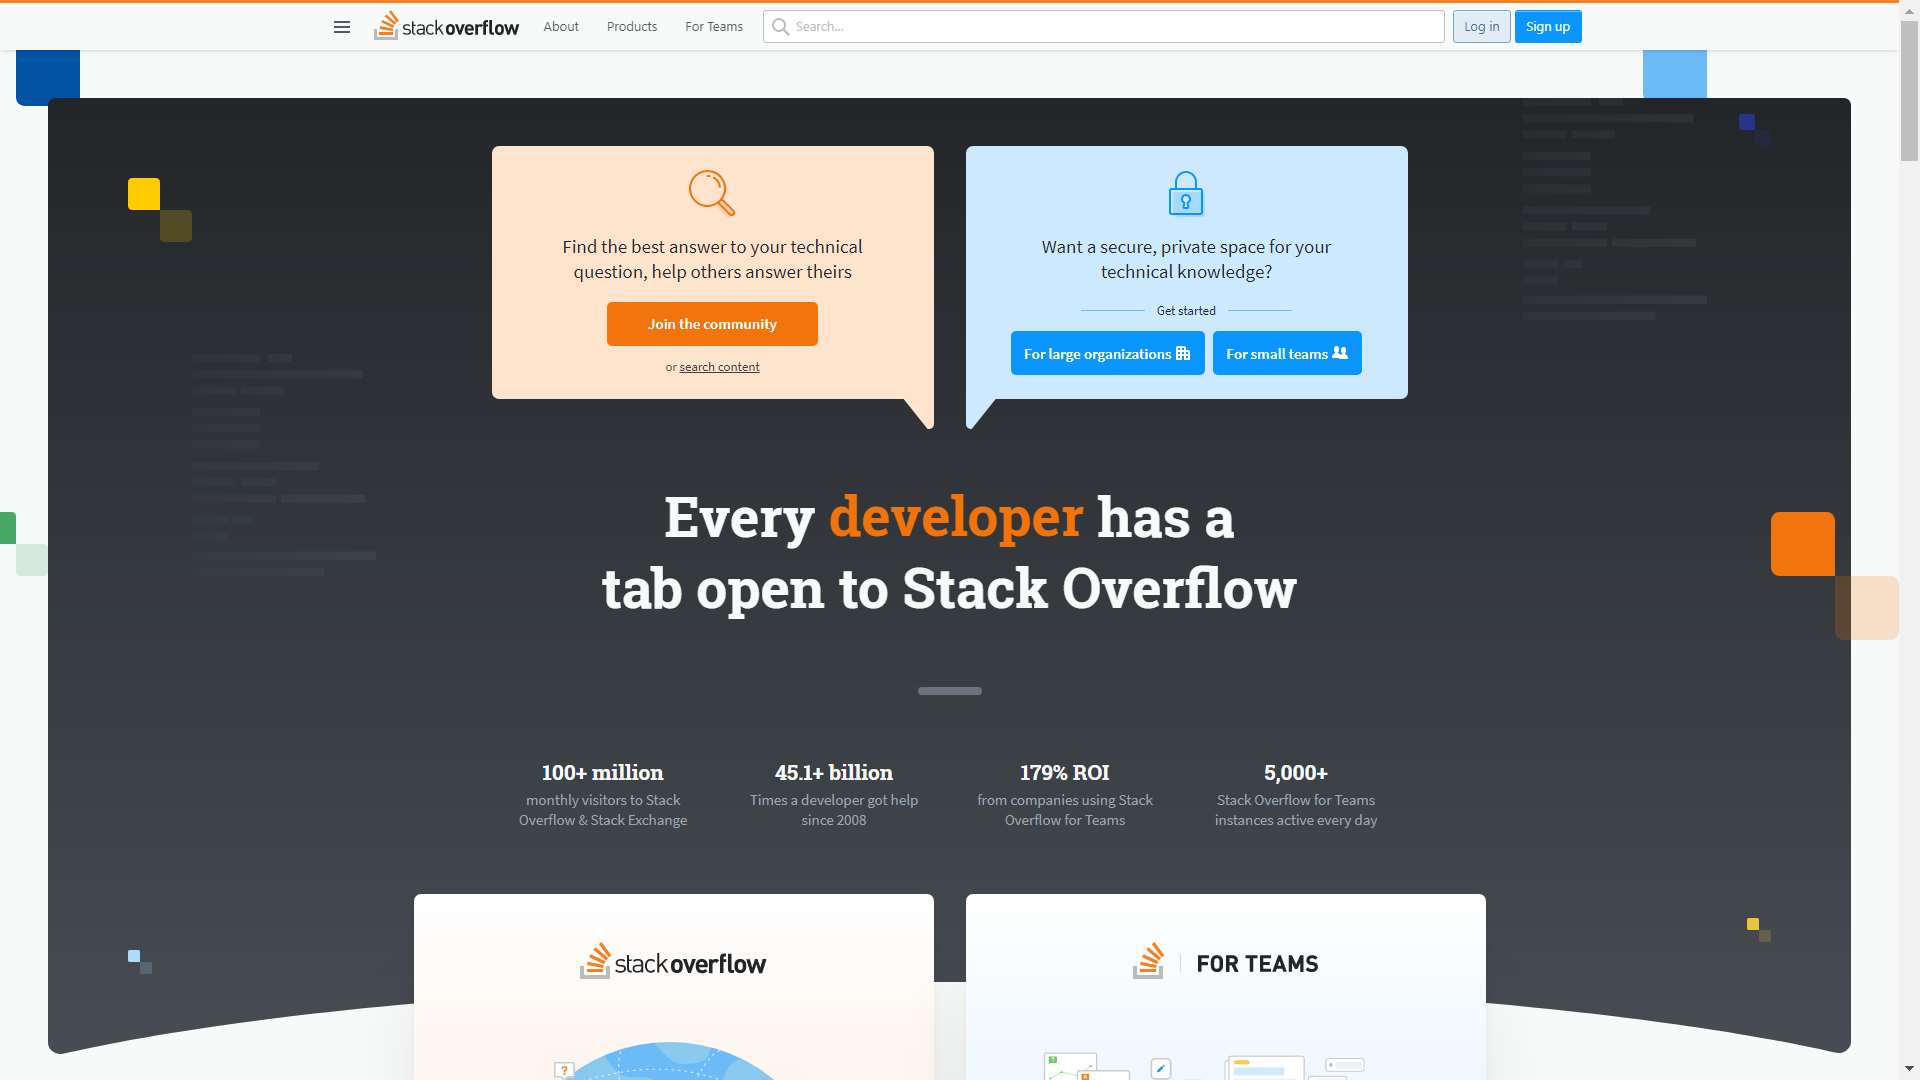 stackoverflow
About
Products
For Teams
Search...
Log in
Sign up
Find the best answer to your technical
question, help others answer theirs
Join the community
or search content
Want a secure, private space for your
technical knowledge?
Get started
For large organizations
For small teams
Every developer has a
tab open to Stack Overflow
100+ million
monthly visitors to Stack
Overflow & Stack Exchange
45.1+ billion
Times a developer got help
since 2008
179% ROI
from companies using Stack
Overflow for Teams
5,000+
Stack Overflow for Teams
instances active every day
stackoverflow
FOR TEAMS
?
?
A